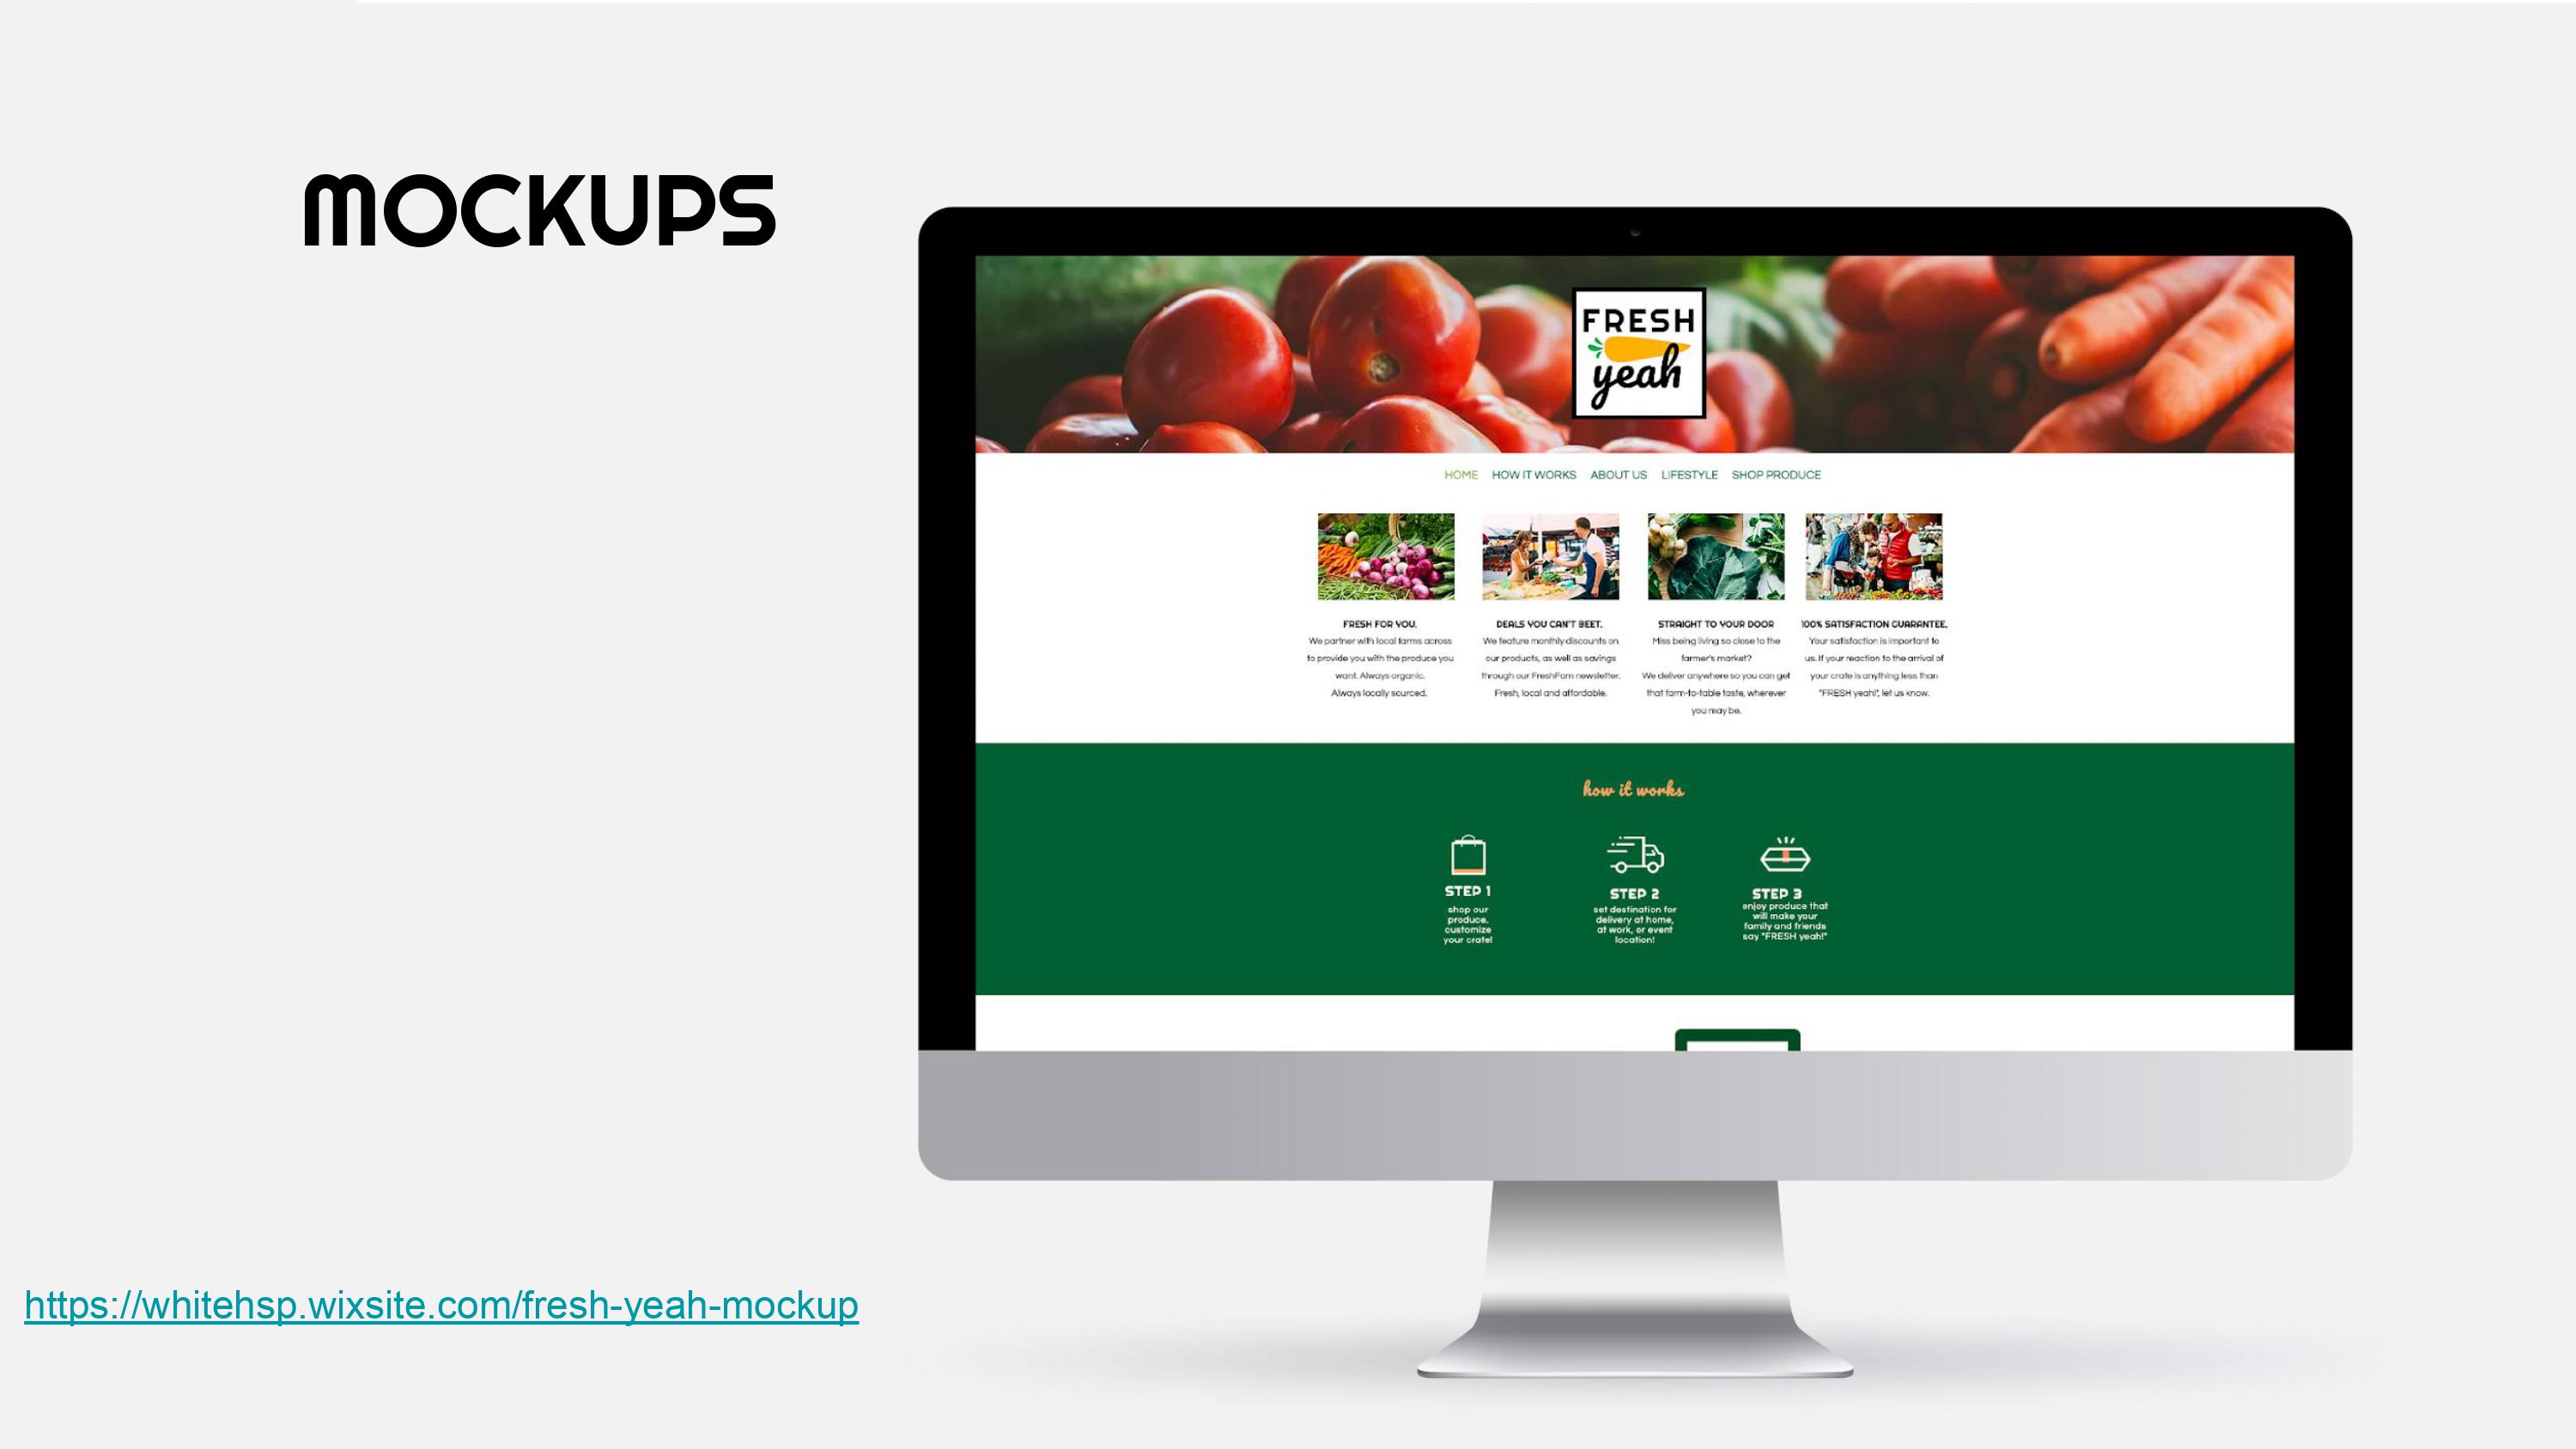 MOCKUPS
FRESH
yeah
HOME HOW IT WORKS ABOUT US LIFESTYLE SHOP PRODUCE
FRESH FOR YOU.
We partner with local farms across
to provide you with the produce you
want. Always organic.
Always locally sourced.
DEALS YOU CAN'T BEET.
We feature monthly discounts on
our products, as well as savings
through our FreshFam newsletter.
Fresh, local and affordable.
STRAIGHT TO YOUR DOOR
Miss being living so close to the
farmer's market?
We deliver anywhere so you can get
that farm-to-table taste, wherever
you may be.
100% SATISFACTION GUARANTEE.
Your satisfaction is important to
us. If your reaction to the arrival of
your crate is anything less than
"FRESH yeah!", let us know.
how it works
STEP 1
shop our
produce.
customize
your crate!
STEP 2
set destination for
delivery at home,
at work, or event
location!
STEP 3
enjoy produce that
will make your
family and friends
say "FRESH yeah!"
https://whitehsp.wixsite.com/fresh-yeah-mockup